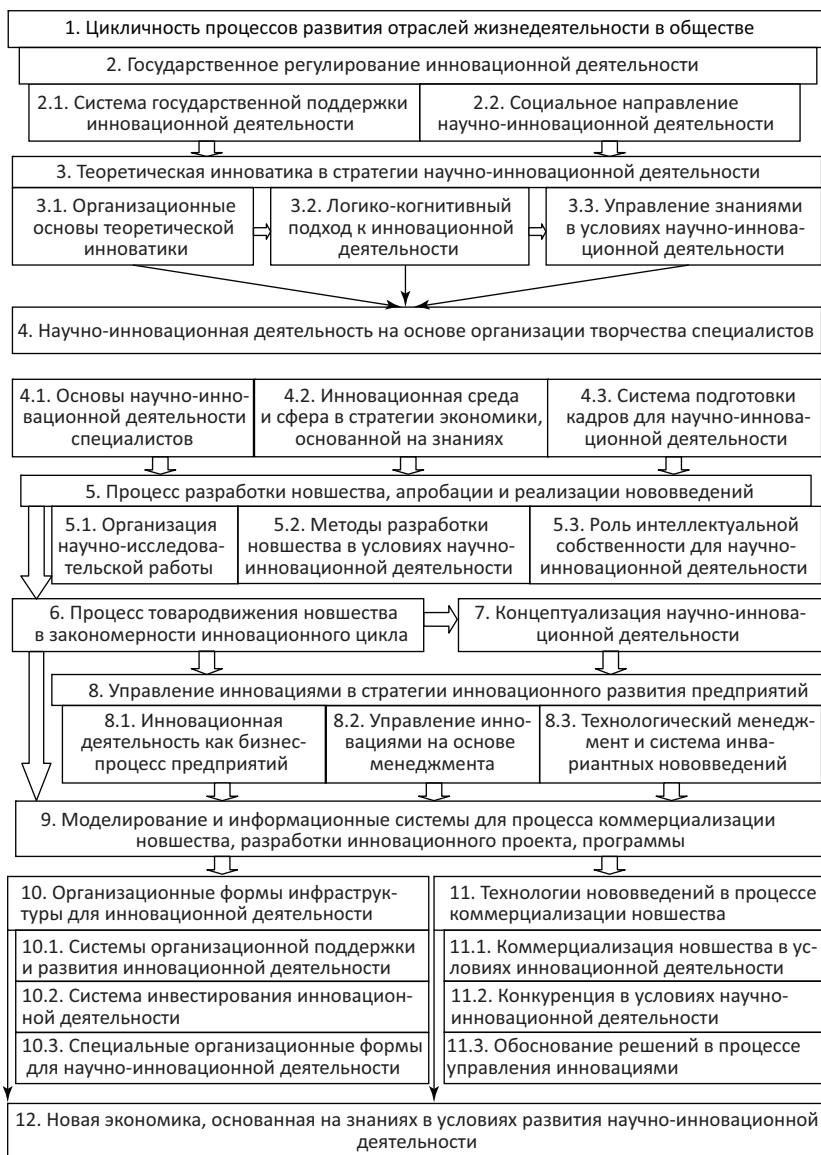 1. Цикличность процессов развития отраслей жизнедеятельности в обществе
2. Государственное регулирование инновационной деятельности
2.1. Система государственной поддержки
инновационной деятельности
2.2. Социальное направление
научно-инновационной деятельности
3. Теоретическая инноватика в стратегии научно-инновационной деятельности
3.1. Организационные
основы теоретической
инноватики
3.2. Логико-когнитивный
подход к инновационной
деятельности
3.3. Управление знаниями
в условиях научно-иннова-
ционной деятельности
4. Научно-инновационная деятельность на основе организации творчества специалистов
4.1. Основы научно-инно-
вационной деятельности
специалистов
4.2. Инновационная среда
и сфера в стратегии экономики,
основанной на знаниях
4.3. Система подготовки
кадров для научно-иннова-
ционной деятельности
5. Процесс разработки новшества, апробации и реализации нововведений
5.1. Организация
научно-исследова-
тельской работы
5.2. Методы разработки
новшества в условиях научно-
инновационной деятельности
5.3. Роль интеллектуальной
собственности для научно-
инновационной деятельности
6. Процесс товародвижения новшества
в закономерности инновационного цикла
7. Концептуализация научно-иннова-
ционной деятельности
8. Управление инновациями в стратегии инновационного развития предприятий
8.1. Инновационная
деятельность как бизнес-
процесс предприятий
8.2. Управление инно-
вациями на основе
менеджмента
8.3. Технологический менедж-
мент и система инва-
риантных нововведений
9. Моделирование и информационные системы для процесса коммерциализации
новшества, разработки инновационного проекта, программы
10. Организационные формы инфраструк-
туры для инновационной деятельности
10.1. Системы организационной поддержки
и развития инновационной деятельности
10.2. Система инвестирования инновацион-
ной деятельности
10.3. Специальные организационные формы
для научно-инновационной деятельности
11. Технологии нововведений в процессе
коммерциализации новшества
11.1. Коммерциализация новшества в ус-
ловиях инновационной деятельности
11.2. Конкуренция в условиях научно-
инновационной деятельности
11.3. Обоснование решений в процессе
управления инновациями
12. Новая экономика, основанная на знаниях в условиях развития научно-инновационной
деятельности